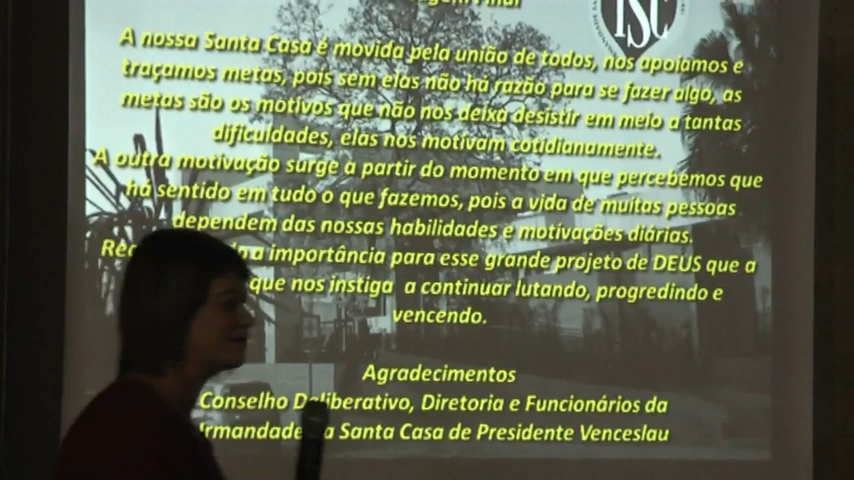 Final
ISC
A nossa Santa Casa é movida pela união de todos, nos apoiamos e
traçamos metas, pois sem elas não há razão para se fazer algo, as
metas são os motivos que não nos deixa desistir em meio a tantas
dificuldades, elas nos motivam cotidianamente.
A outra motivação surge a partir do momento em que percebemos que
há sentido em tudo o que fazemos, pois a vida de muitas pessoas
dependem das nossas habilidades e motivações diárias.
a importância para esse grande projeto de DEUS que a
que nos instiga a continuar lutando, progredindo e
vencendo.
Agradecimentos
Conselho Deliberativo, Diretoria e Funcionários da
Irmandade da Santa Casa de Presidente Venceslau